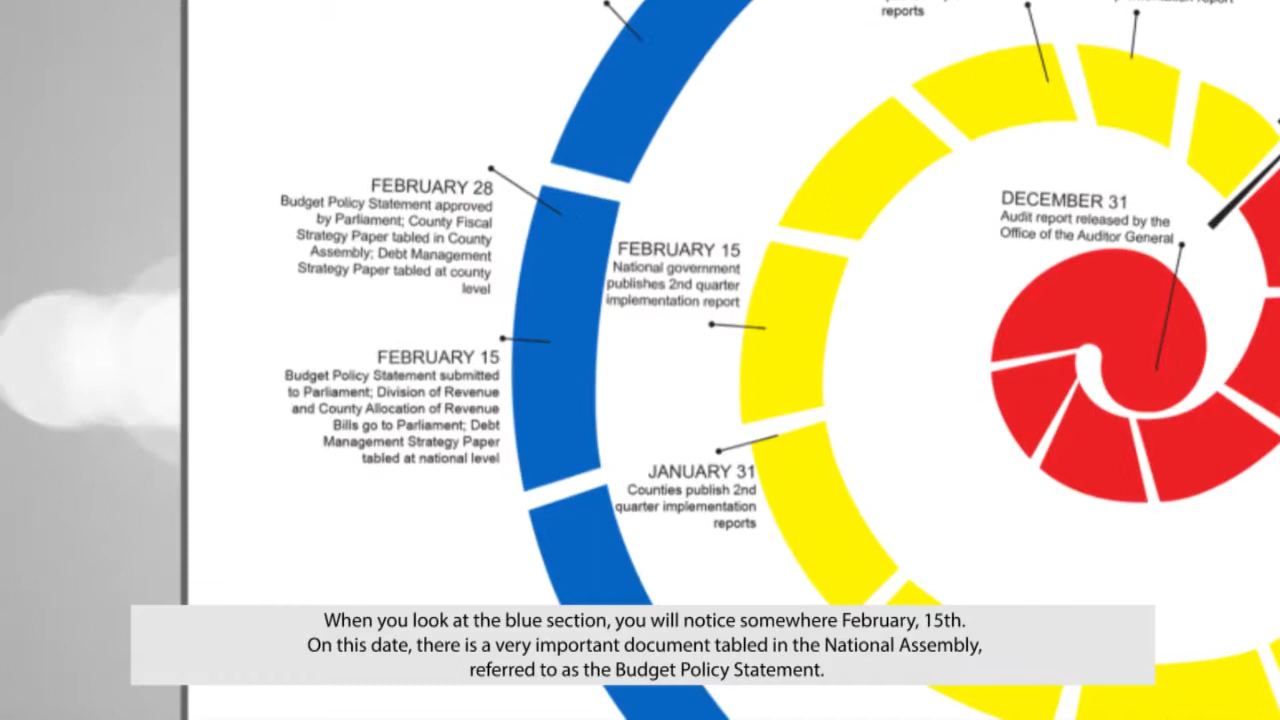 reports
FEBRUARY 28
Budget Policy Statement approved
by Parliament; County Fiscal
Strategy Paper tabled in County
Assembly; Debt Management
Strategy Paper tabled at county
level
FEBRUARY 15
National government
publishes 2nd quarter
implementation report
DECEMBER 31
Audit report released by the
Office of the Auditor General
FEBRUARY 15
Budget Policy Statement submitted
to Parliament; Division of Revenue
and County Allocation of Revenue
Bills go to Parliament; Debt
Management Strategy Paper
tabled at national level
JANUARY 31
Counties publish 2nd
quarter implementation
reports
When you look at the blue section, you will notice somewhere February, 15th.
On this date, there is a very important document tabled in the National Assembly,
referred to as the Budget Policy Statement.